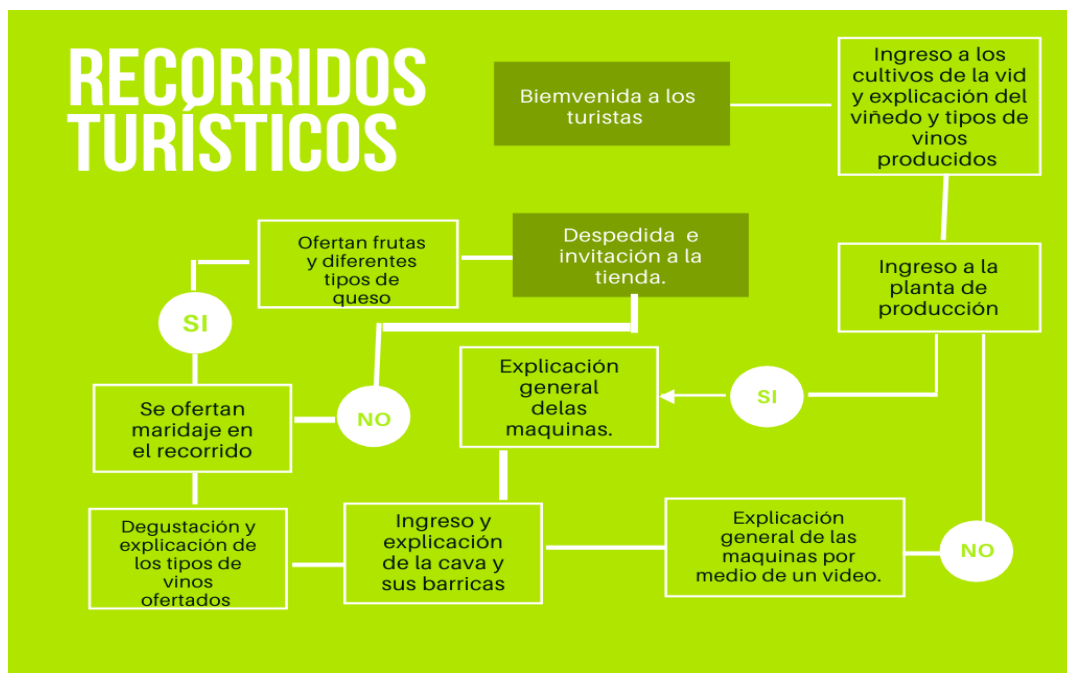 RECORRIDOS
TURÍSTICOS
Biemvenida a los
turistas
Ingreso a los
cultivos de la vid
y explicación del
viñedo y tipos de
vinos
producidos
Ingreso a la
planta de
producción
SI
NO
Explicación
general
delas
maquinas.
Explicación
general de las
maquinas por
medio de un video.
Ingreso y
explicación
de la cava y
sus barricas
Degustación y
explicación de
los tipos de
vinos
ofertados
Se ofertan
maridaje en
el recorrido
SI
NO
Ofertan frutas
y diferentes
tipos de
queso
Despedida e
invitación a la
tienda.